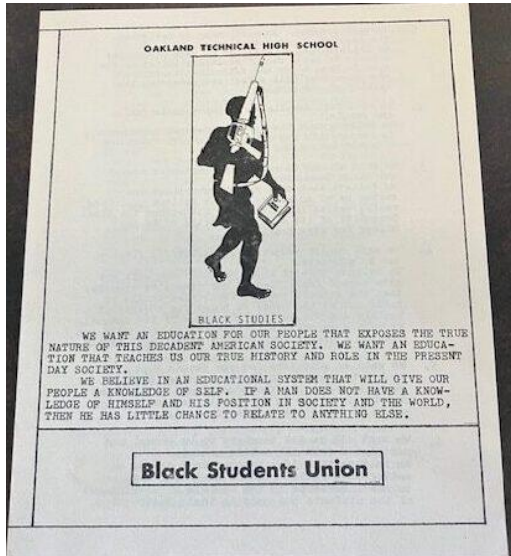 OAKLAND TECHNICAL HIGH SCHOOL
BLACK STUDIES
WE WANT AN EDUCATION FOR OUR PEOPLE THAT EXPOSES THE TRUE
NATURE OF THIS DECADENT AMERICAN SOCIETY. WE WANT AN EDUCA-
TION THAT TEACHES US OUR TRUE HISTORY AND ROLE IN THE PRESENT
DAY SOCIETY.
WE BELIEVE IN AN EDUCATIONAL SYSTEM THAT WILL GIVE OUR
PEOPLE A KNOWLEDGE OF SELF. IF A MAN DOES NOT HAVE A KNOW-
LEDGE OF HIMSELF AND HIS POSITION IN SOCIETY AND THE WORLD,
THEN HE HAS LITTLE CHANCE TO RELATE TO ANYTHING ELSE.
Black Students Union